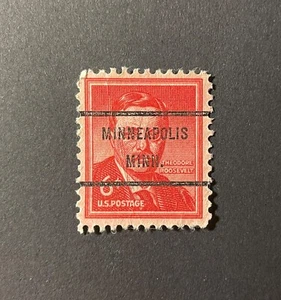 MINNEAPOLIS
MINN.
THEODORE
ROOSEVELT
6¢
U.S. POSTAGE